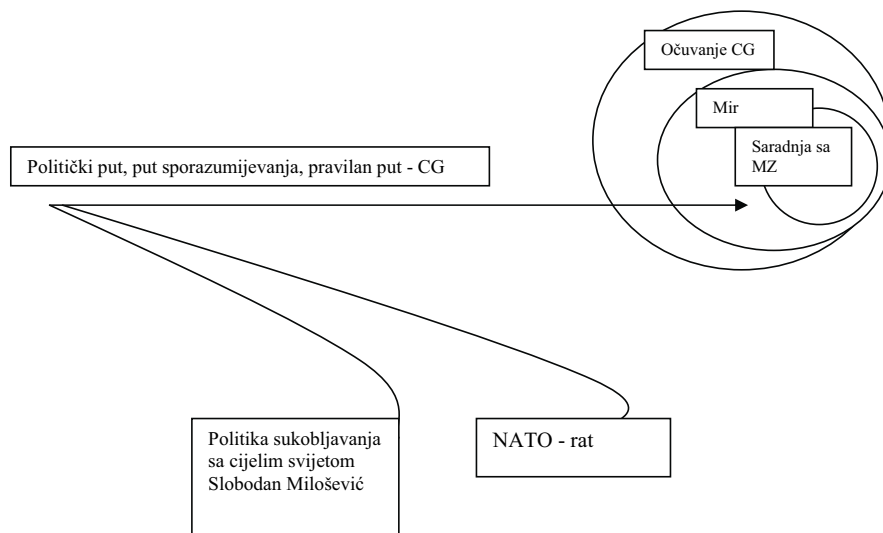 Očuvanje CG
Mir
Saradnja sa
MZ
Politički put, put sporazumijevanja, pravilan put - CG
Politika sukobljavanja
sa cijelim svijetom
Slobodan Milošević
NATO - rat